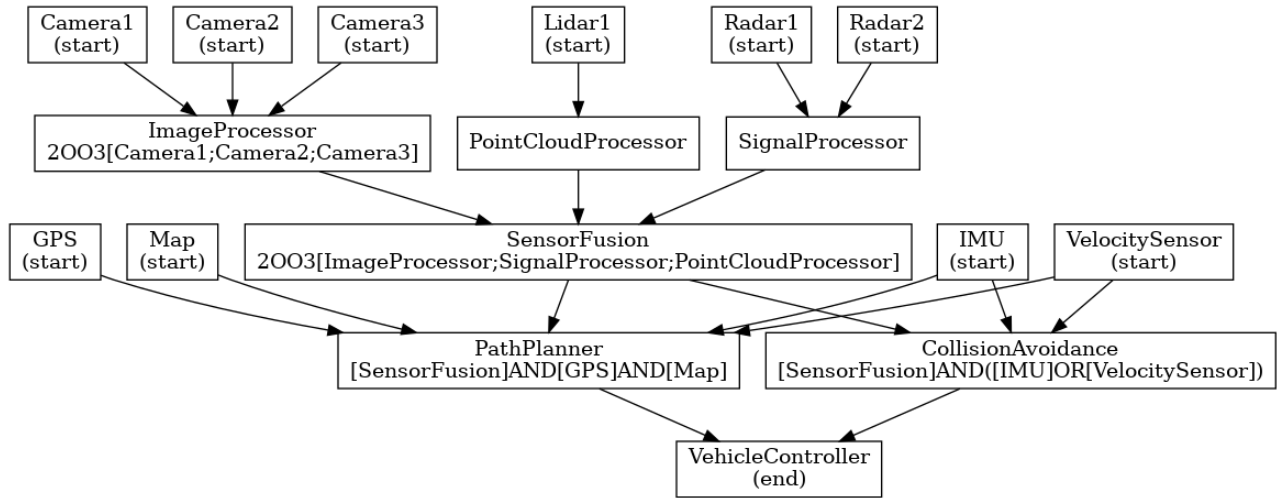 Camera1
(start)
Camera2
(start)
Camera3
(start)
Lidar1
(start)
Radar1
(start)
Radar2
(start)
ImageProcessor
2OO3[Camera1;Camera2;Camera3]
PointCloudProcessor
SignalProcessor
GPS
(start)
Map
(start)
SensorFusion
2OO3[ImageProcessor;SignalProcessor;PointCloudProcessor]
IMU
(start)
VelocitySensor
(start)
PathPlanner
[SensorFusion]AND[GPS]AND[Map]
CollisionAvoidance
[SensorFusion]AND([IMU]OR[VelocitySensor])
VehicleController
(end)